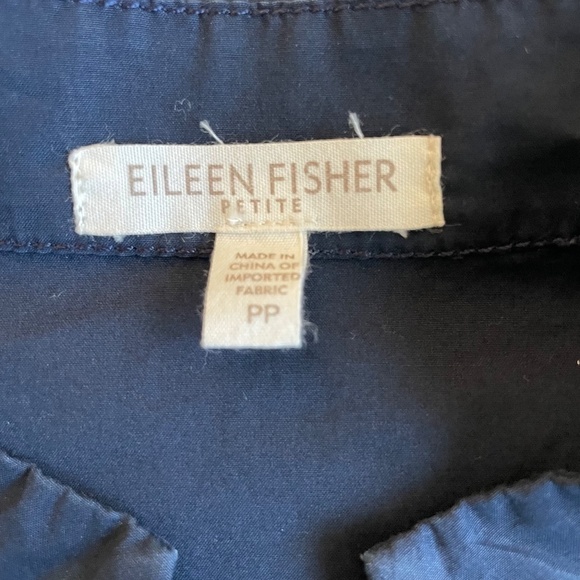 EILEEN FISHER
PETITE
MADE IN
CHINA OF
IMPORTED
FABRIC
PP